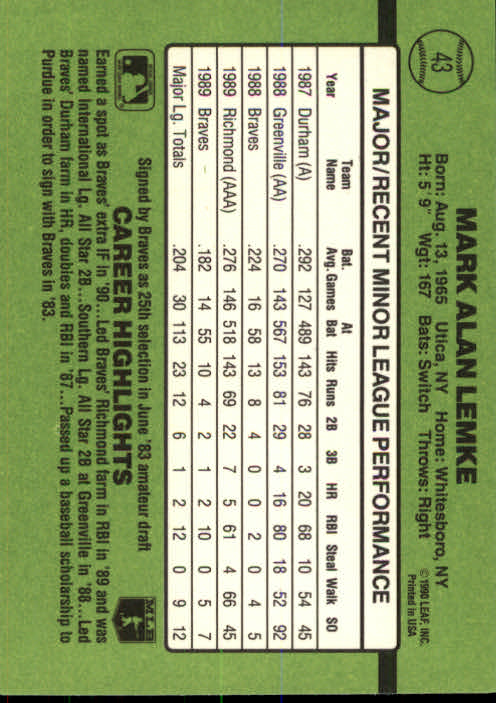 43
MARK ALAN LEMKE
Born: Aug. 13, 1965 Utica, NY Home: Whitesboro, NY
Ht: 5' 9" Wgt: 167 Bats: Switch Throws: Right
©1990 LEAF, INC.
Printed in USA
MAJOR/RECENT MINOR LEAGUE PERFORMANCE
Year Team Name Bat. Avg. Games At Bat Hits Runs 2B 3B HR RBI Steal Walk SO
1987 Durham (A) .292 127 489 143 76 28 3 20 68 10 54 45
1988 Greenville (AA) .270 143 567 153 81 29 4 16 80 18 52 92
1988 Braves .224 16 58 13 8 4 0 0 2 0 4 5
1989 Richmond (AAA) .276 146 518 143 69 22 7 5 61 4 66 45
1989 Braves .182 14 55 10 4 2 1 2 10 0 5 7
Major Lg. Totals .204 30 113 23 12 6 1 2 12 0 9 12
Signed by Braves as 25th selection in June '83 amateur draft
CAREER HIGHLIGHTS
MLB
Earned a spot as Braves' extra IF in '90...Led Braves' Richmond farm in RBI in '89 and was
named International Lg. All Star 2B...Southern Lg. All Star 2B at Greenville in '88...Led
Braves' Durham farm in HR, doubles and RBI in '87...Passed up a baseball scholarship to
Purdue in order to sign with Braves in '83.